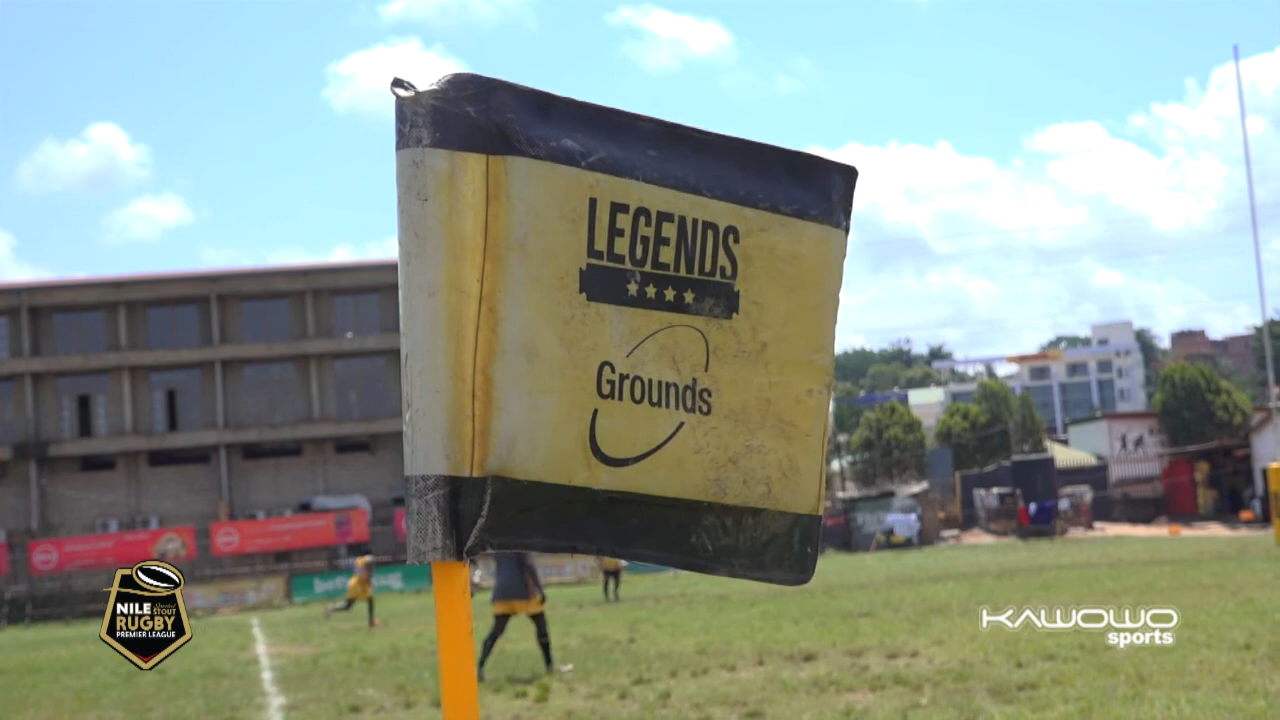 LEGENDS
Grounds
NILE Special
STOUT
RUGBY
PREMIER LEAGUE
KAWOWO
sports